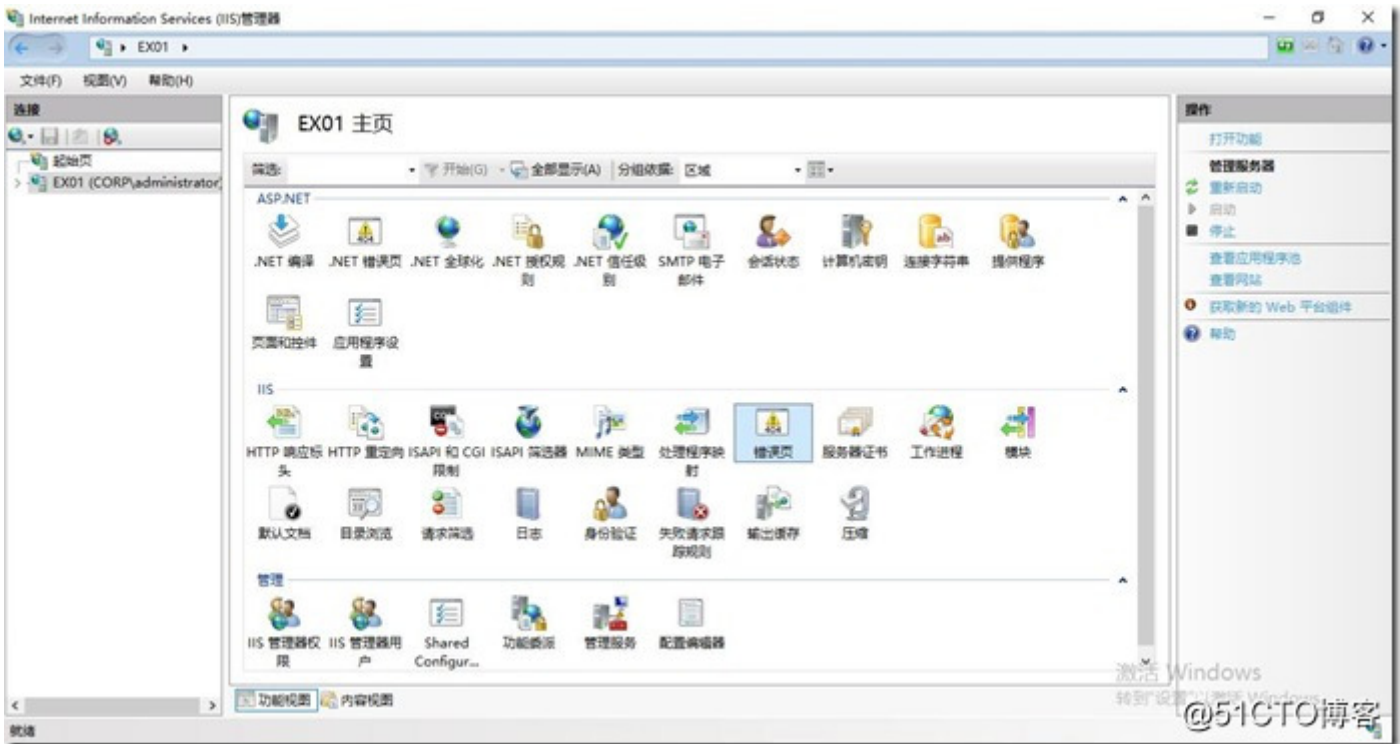 Internet Information Services (IIS)管理器
EX01
文件(F) 视图(V) 帮助(H)
连接
起始页
EX01 (CORP\administrator)
EX01 主页
筛选: 开始(G) 全部显示(A) 分组依据: 区域
ASP.NET
.NET 编译 .NET 错误页 .NET 全球化 .NET 授权规则 .NET 信任级别 SMTP 电子邮件 会话状态 计算机密钥 连接字符串 提供程序
页面和控件 应用程序设置
IIS
HTTP 响应标头 HTTP 重定向 ISAPI 和 CGI 限制 ISAPI 筛选器 MIME 类型 处理程序映射 错误页 服务器证书 工作进程 模块
默认文档 目录浏览 请求筛选 日志 身份验证 失败请求跟踪规则 输出缓存 压缩
管理
IIS 管理器权限 IIS 管理器用户 Shared Configur... 功能委派 管理服务 配置编辑器
功能视图 内容视图
就绪
操作
打开功能
管理服务器
重新启动
启动
停止
查看应用程序池
查看网站
获取新的 Web 平台组件
帮助
激活 Windows
转到"设置"以激活 Windows
@51CTO博客